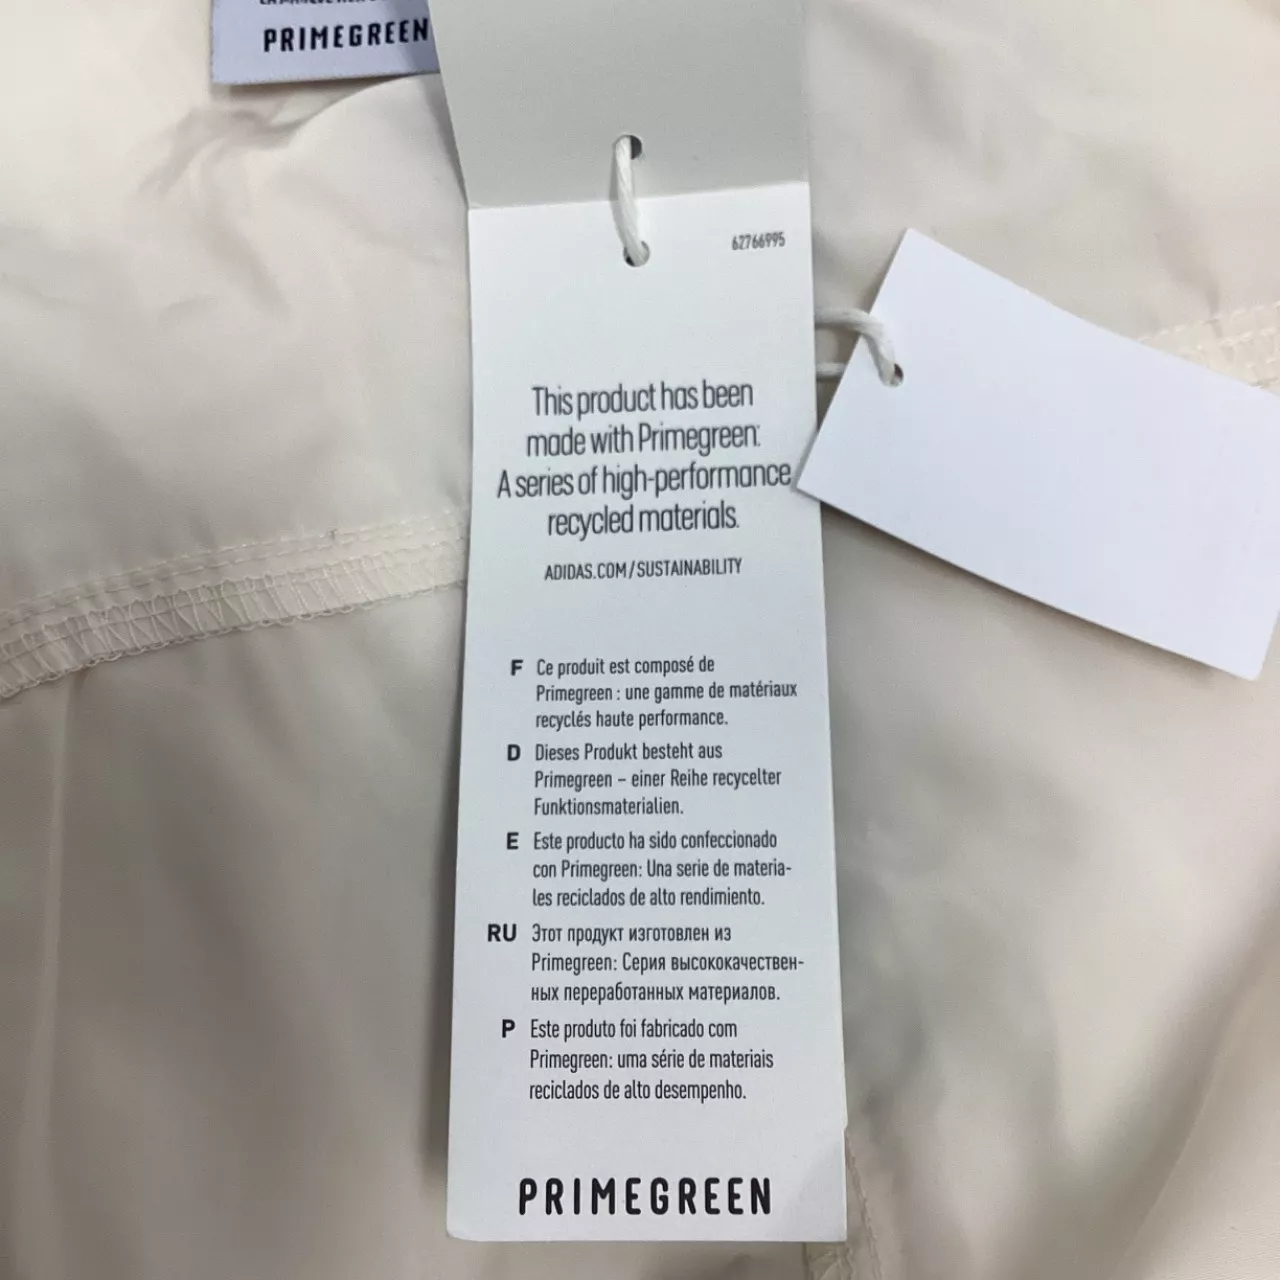 PRIMEGREEN
62766995
This product has been
made with Primegreen:
A series of high-performance
recycled materials.
ADIDAS.COM/SUSTAINABILITY
F Ce produit est composé de
Primegreen : une gamme de matériaux
recyclés haute performance.
D Dieses Produkt besteht aus
Primegreen – einer Reihe recycelter
Funktionsmaterialien.
E Este producto ha sido confeccionado
con Primegreen: Una serie de materia-
les reciclados de alto rendimiento.
RU Этот продукт изготовлен из
Primegreen: Серия высококачествен-
ных переработанных материалов.
P Este produto foi fabricado com
Primegreen: uma série de materiais
reciclados de alto desempenho.
PRIMEGREEN